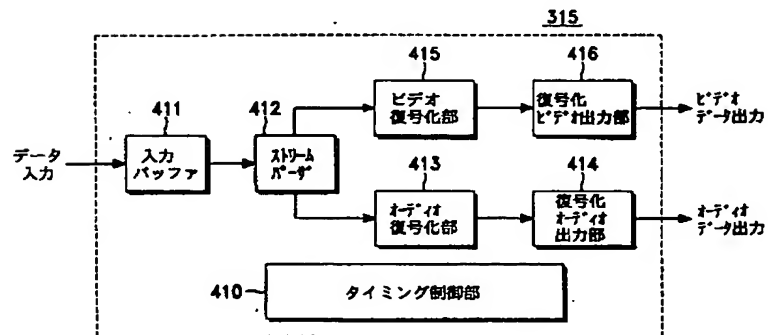 315
415
416
411
412
ビデオ
復号化部
復号化
ビデオ出力部
ビデオ
データ出力
データ
入力
入力
バッファ
ストリーム
パーザ
413
414
オーディオ
復号化部
復号化
オーディオ
出力部
オーディオ
データ出力
410
タイミング制御部